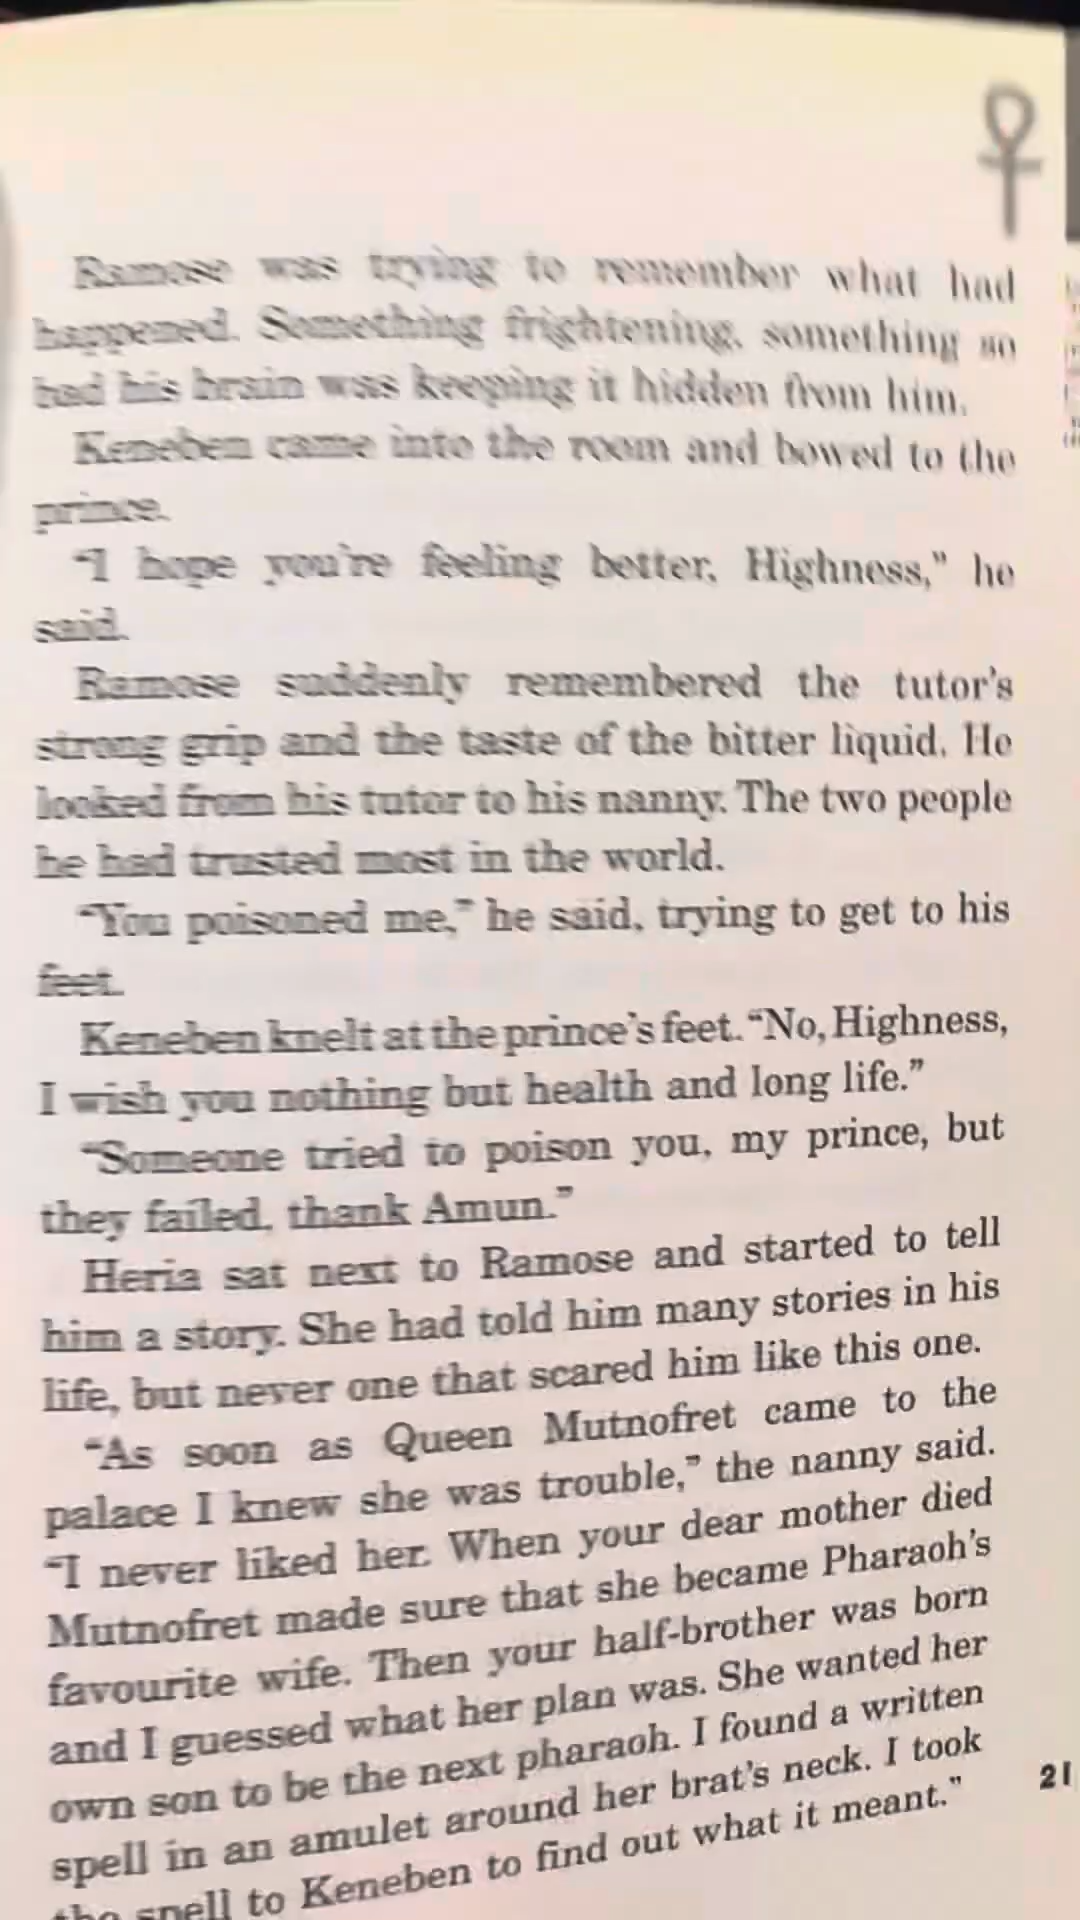 Ramose was trying to remember what had
happened. Something frightening, something so
bad his brain was keeping it hidden from him.
Keneben came into the room and bowed to the
prince.
“I hope you're feeling better, Highness,” he
said.
Ramose suddenly remembered the tutor's
strong grip and the taste of the bitter liquid. He
looked from his tutor to his nanny. The two people
he had trusted most in the world.
“You poisoned me,” he said, trying to get to his
feet.
Keneben knelt at the prince's feet. “No, Highness,
I wish you nothing but health and long life.”
“Someone tried to poison you, my prince, but
they failed, thank Amun.”
Heria sat next to Ramose and started to tell
him a story. She had told him many stories in his
life, but never one that scared him like this one.
“As soon as Queen Mutnofret came to the
palace I knew she was trouble,” the nanny said.
“I never liked her. When your dear mother died
Mutnofret made sure that she became Pharaoh's
favourite wife. Then your half-brother was born
and I guessed what her plan was. She wanted her
own son to be the next pharaoh. I found a written
spell in an amulet around her brat's neck. I took
the spell to Keneben to find out what it meant.”
21